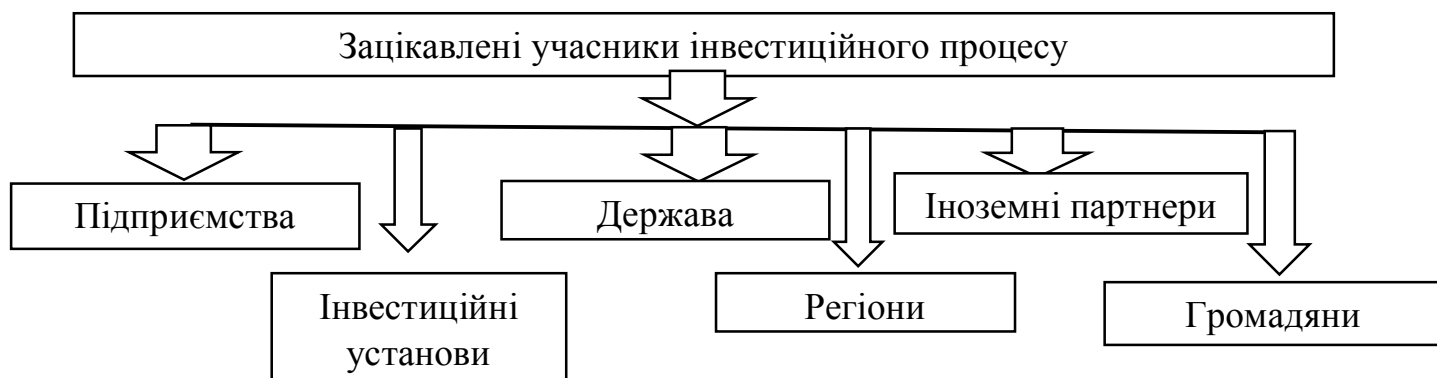 Зацікавлені учасники інвестиційного процесу
Підприємства
Держава
Іноземні партнери
Інвестиційні
установи
Регіони
Громадяни